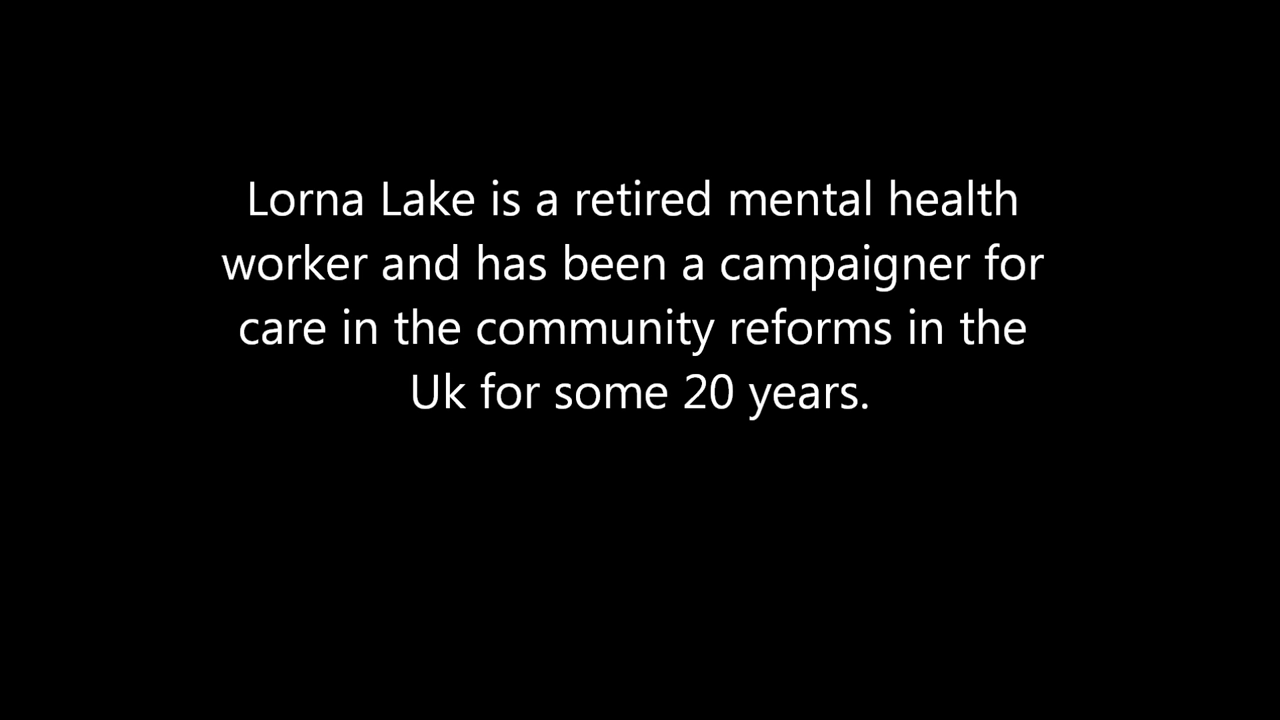 Lorna Lake is a retired mental health
worker and has been a campaigner for
care in the community reforms in the
Uk for some 20 years.